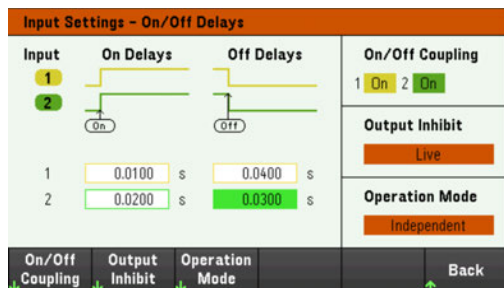 Input Settings - On/Off Delays
Input On Delays Off Delays
1
2
On Off
1 0.0100 s 0.0400 s
2 0.0200 s 0.0300 s
On/Off Coupling
1 On 2 On
Output Inhibit
Live
Operation Mode
Independent
On/Off Coupling
Output Inhibit
Operation Mode
Back